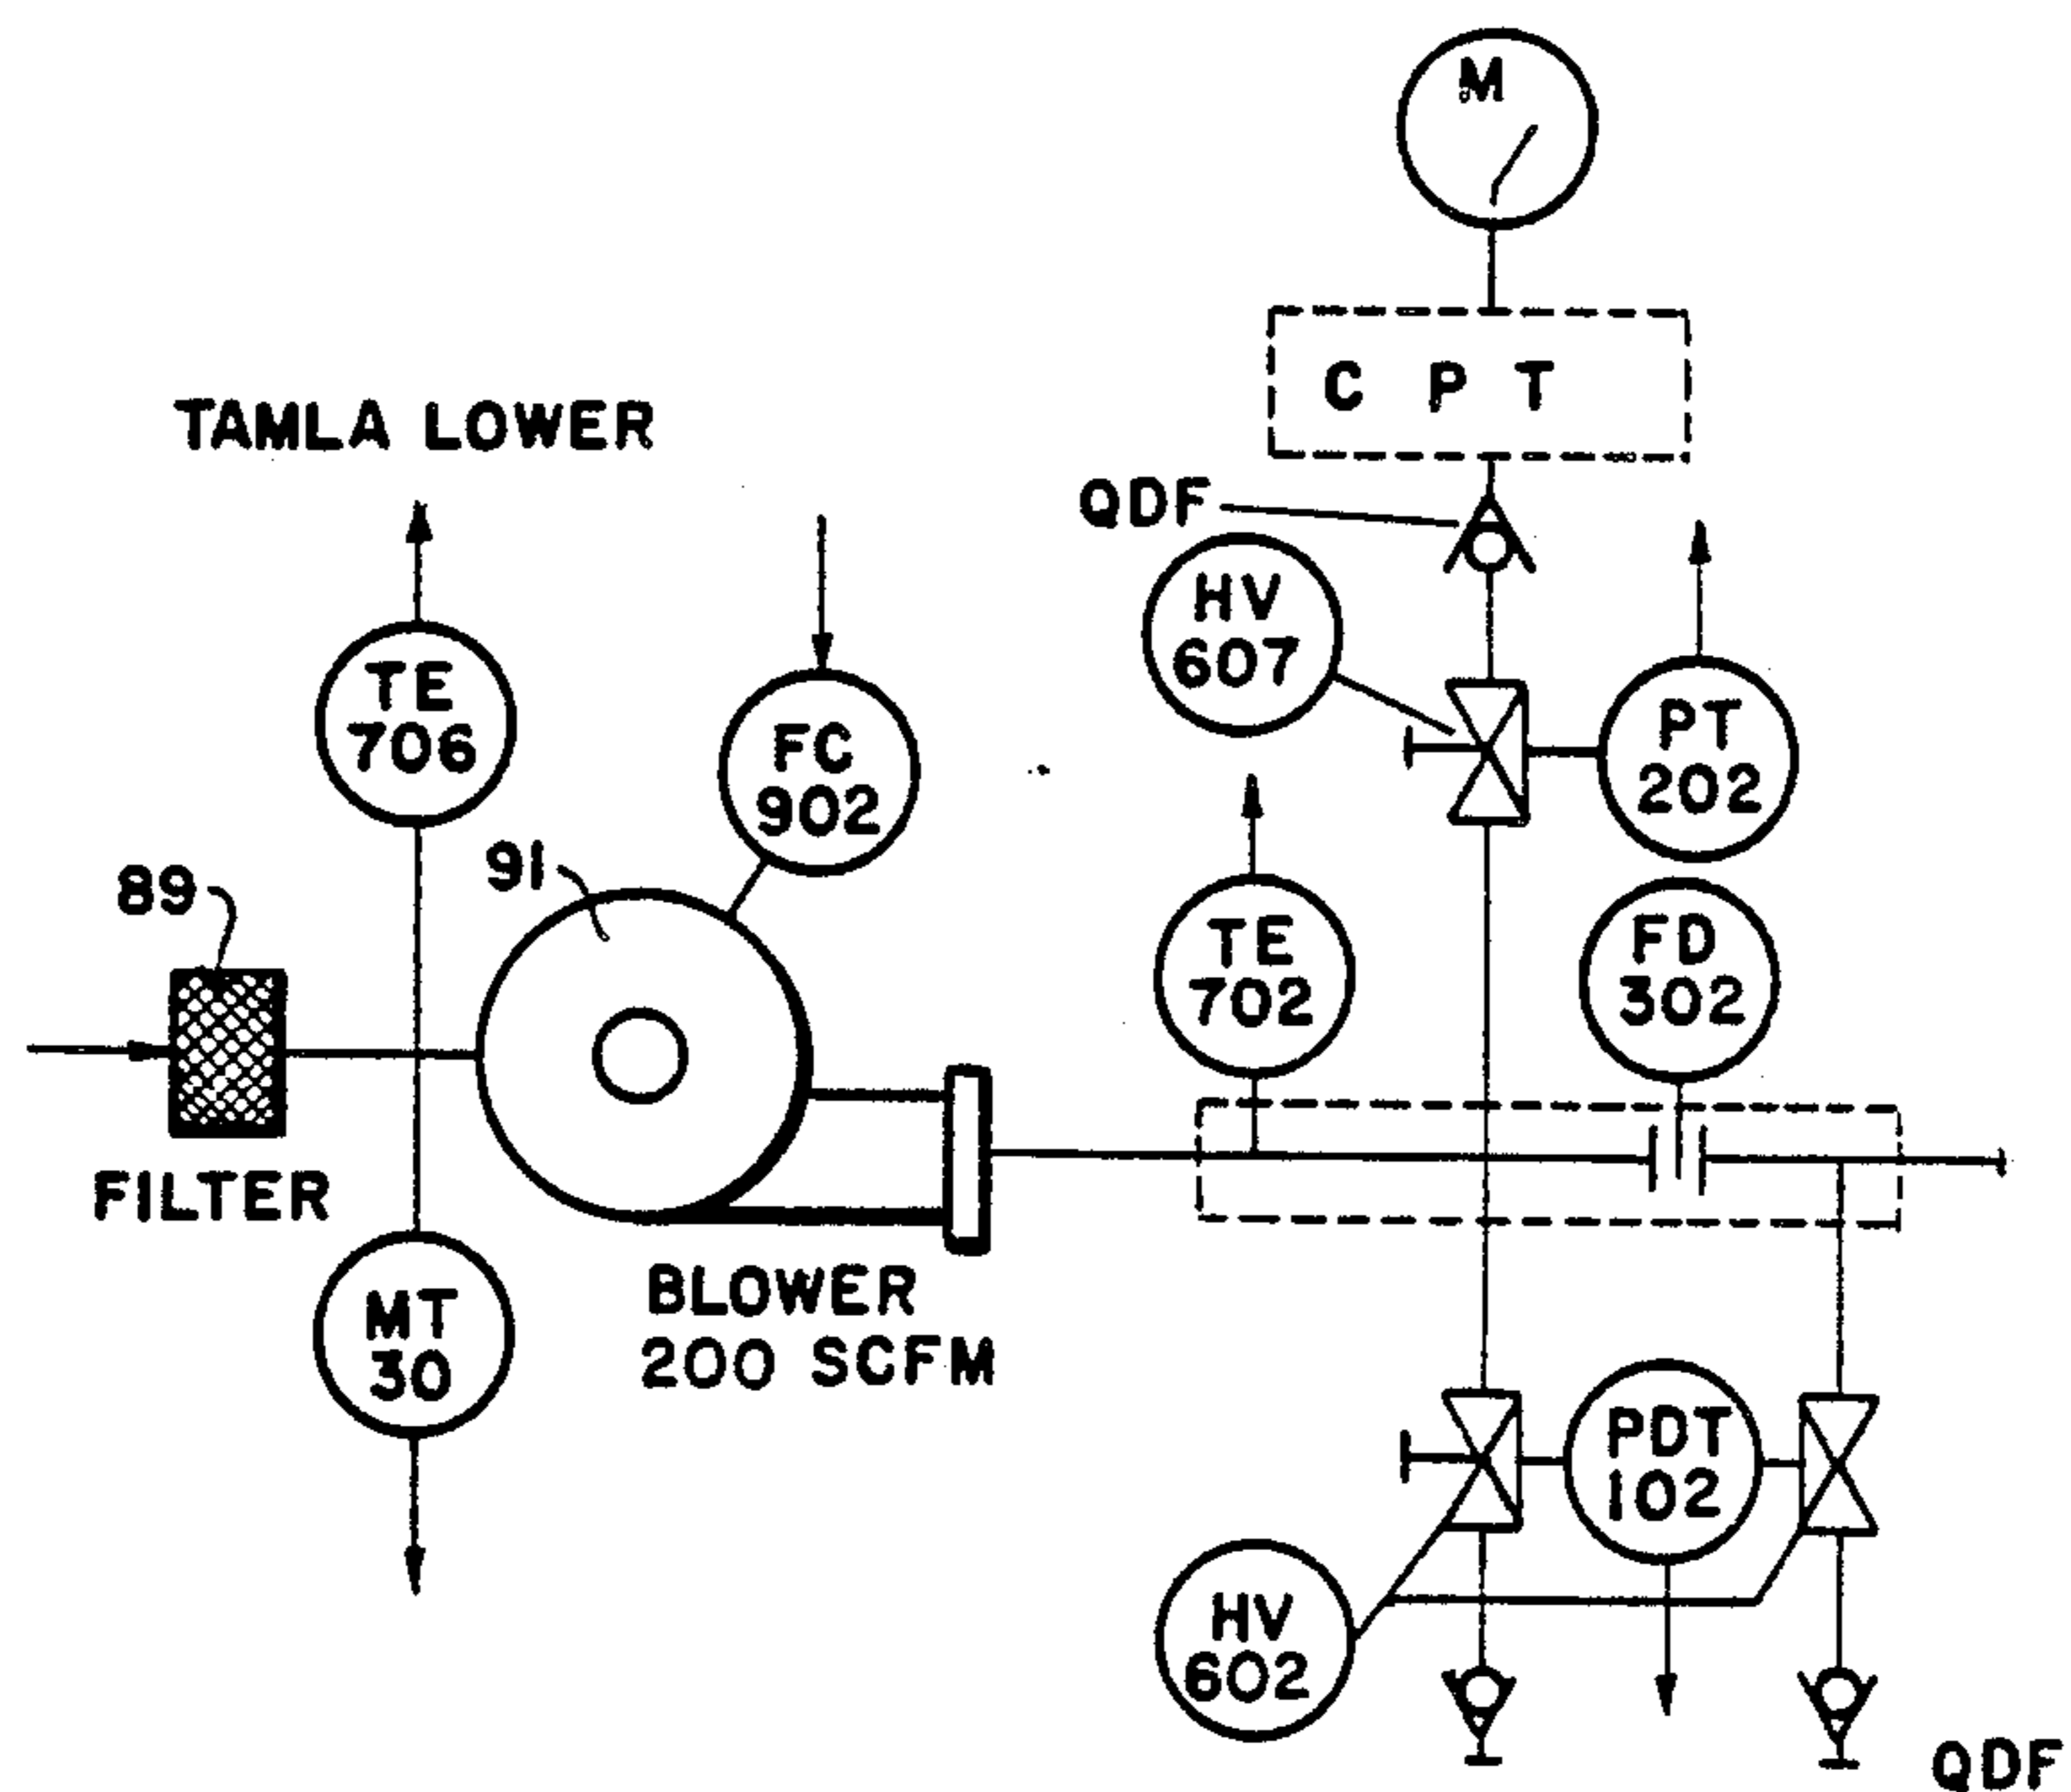 M
C P T
TAMLA LOWER
QDF
HV
607
TE
706
PT
202
FC
902
91
89
TE
702
FD
302
FILTER
BLOWER
200 SCFM
MT
30
PDT
102
HV
602
QDF